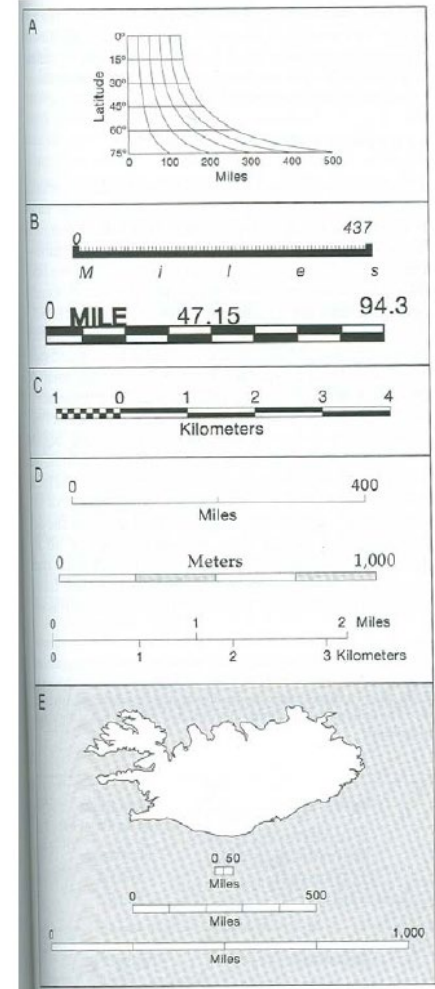 A
0°
15°
30°
45°
60°
75°
Latitude
0 100 200 300 400 500
Miles
B
0 437
M i l e s
0 MILE 47.15 94.3
C
1 0 1 2 3 4
Kilometers
D
0 400
Miles
0 Meters 1,000
0 1 2 Miles
0 1 2 3 Kilometers
E
0 50
Miles
0 500
Miles
0 1,000
Miles